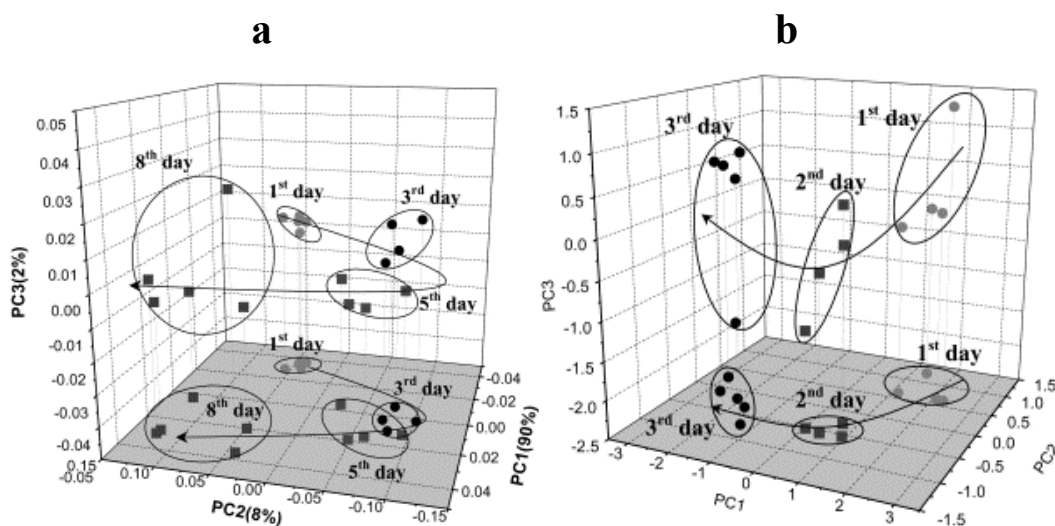 a
b
0.05
0.04
0.03
0.02
0.01
0.00
-0.01
-0.02
-0.03
-0.04
PC3(2%)
8th day
1st day
3rd day
5th day
1st day
3rd day
8th day
5th day
0.15
0.10
0.05
0.00
-0.05
-0.10
-0.15
PC2(8%)
-0.04
-0.02
0.00
0.02
0.04
PC1(90%)
1.5
1.0
0.5
0.0
-0.5
-1.0
-1.5
-2.0
-2.5
PC3
3rd day
2nd day
1st day
1st day
2nd day
3rd day
-3
-2
-1
0
1
2
3
PC1
1.5
1.0
0.5
0.0
-0.5
-1.0
-1.5